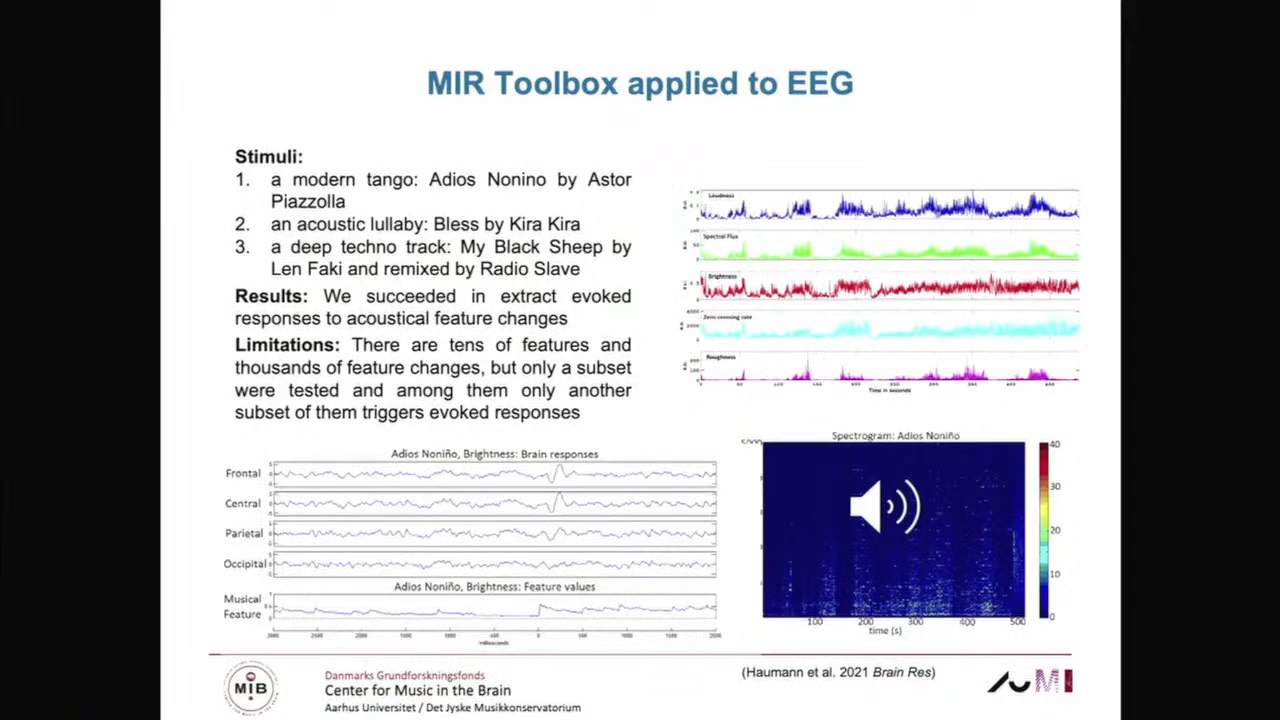 MIR Toolbox applied to EEG
Stimuli:
1. a modern tango: Adios Nonino by Astor
Piazzolla
2. an acoustic lullaby: Bless by Kira Kira
3. a deep techno track: My Black Sheep by
Len Faki and remixed by Radio Slave
Results: We succeeded in extract evoked
responses to acoustical feature changes
Limitations: There are tens of features and
thousands of feature changes, but only a subset
were tested and among them only another
subset of them triggers evoked responses
Loudness
Spectral Flux
Brightness
Zero-crossing rate
Roughness
Time in seconds
Adios Noniño, Brightness: Brain responses
Frontal
Central
Parietal
Occipital
Adios Noniño, Brightness: Feature values
Musical
Feature
milliseconds
Spectrogram: Adios Noniño
40
30
20
10
0
100 200 300 400 500
time (s)
(Haumann et al. 2021 Brain Res)
MIB
Danmarks Grundforskningsfonds
Center for Music in the Brain
Aarhus Universitet / Det Jyske Musikkonservatorium